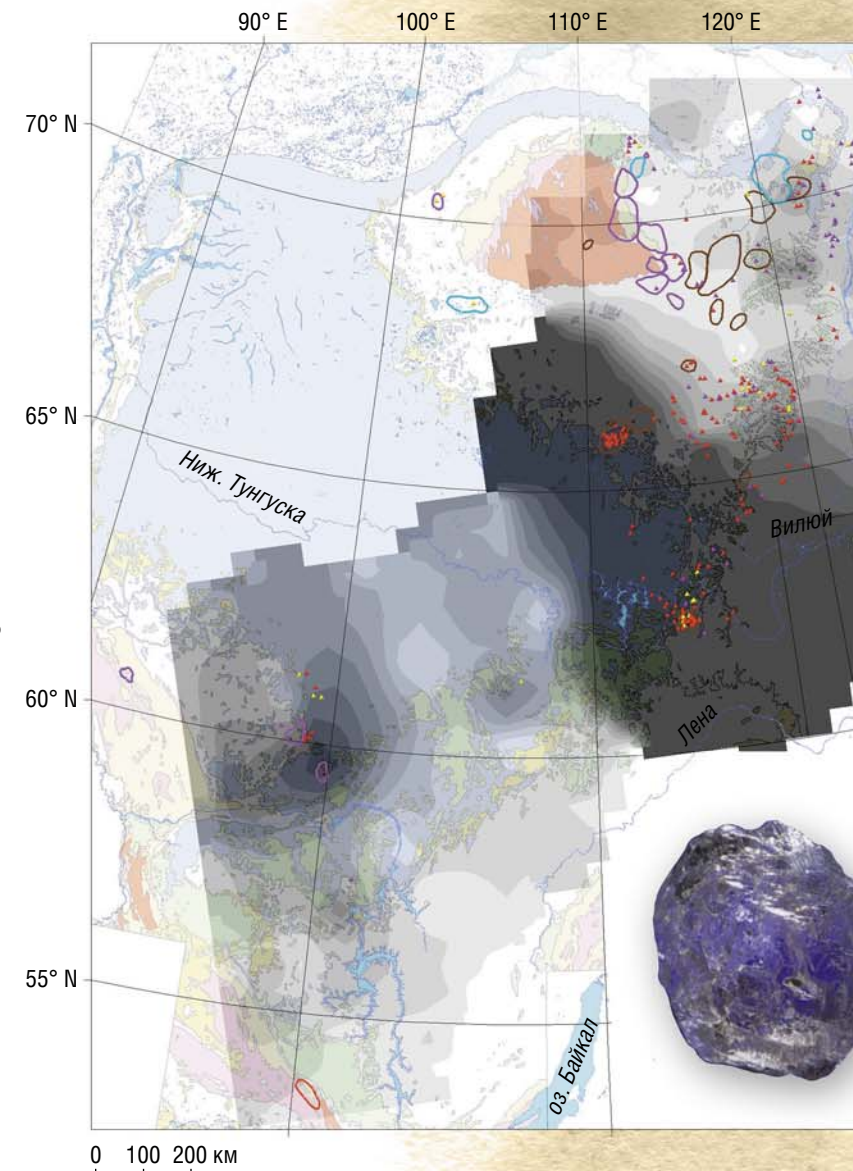 90° E
100° E
110° E
120° E
70° N
65° N
60° N
55° N
Ниж. Тунгуска
Вилюй
Лена
оз. Байкал
0 100 200 км